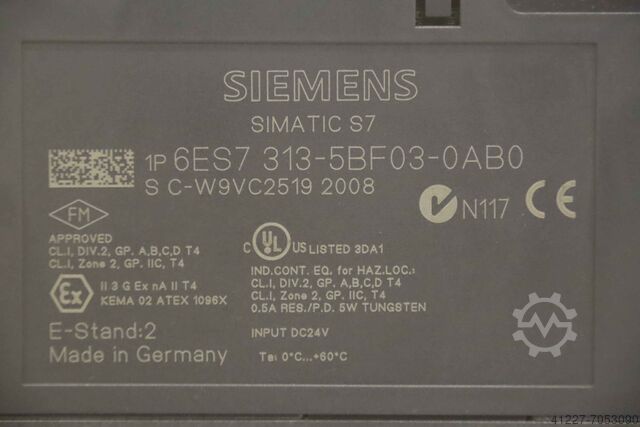 SIEMENS
SIMATIC S7
1P 6ES7 313-5BF03-0AB0
S C-W9VC2519 2008
FM
APPROVED
CL.I, DIV.2, GP. A,B,C,D T4
CL.I, Zone 2, GP. IIC, T4
Ex II 3 G Ex nA II T4
KEMA 02 ATEX 1096X
E-Stand:2
Made in Germany
C UL US LISTED 3DA1
IND.CONT. EQ. for HAZ.LOC.:
CL.I, DIV.2, GP. A,B,C,D T4
CL.I, Zone 2, GP. IIC, T4
0.5A RES./P.D. 5W TUNGSTEN
INPUT DC24V
Ta: 0°C...+60°C
N117 CE
41227-7053090